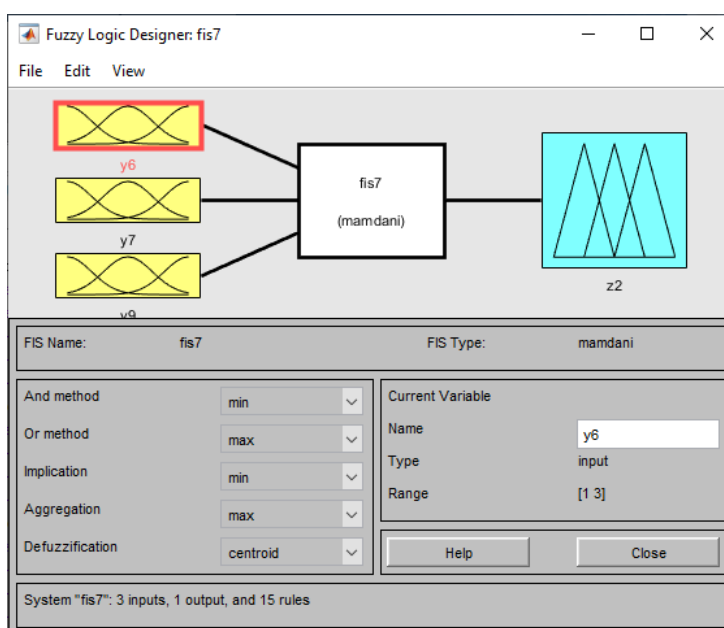 Fuzzy Logic Designer: fis7
File Edit View
y6
y7
y9
fis7
(mamdani)
z2
FIS Name: fis7 FIS Type: mamdani
And method min
Or method max
Implication min
Aggregation max
Defuzzification centroid
Current Variable
Name y6
Type input
Range [1 3]
Help Close
System "fis7": 3 inputs, 1 output, and 15 rules